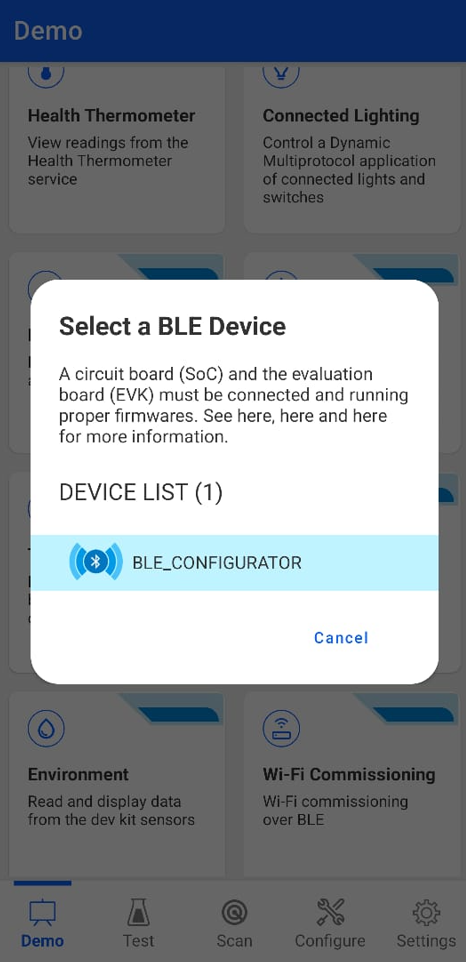 Demo
Health Thermometer
View readings from the
Health Thermometer
service
Connected Lighting
Control a Dynamic
Multiprotocol application
of connected lights and
switches
Select a BLE Device
A circuit board (SoC) and the evaluation
board (EVK) must be connected and running
proper firmwares. See here, here and here
for more information.
DEVICE LIST (1)
BLE_CONFIGURATOR
Cancel
Environment
Read and display data
from the dev kit sensors
Wi-Fi Commissioning
Wi-Fi commissioning
over BLE
Demo
Test
Scan
Configure
Settings